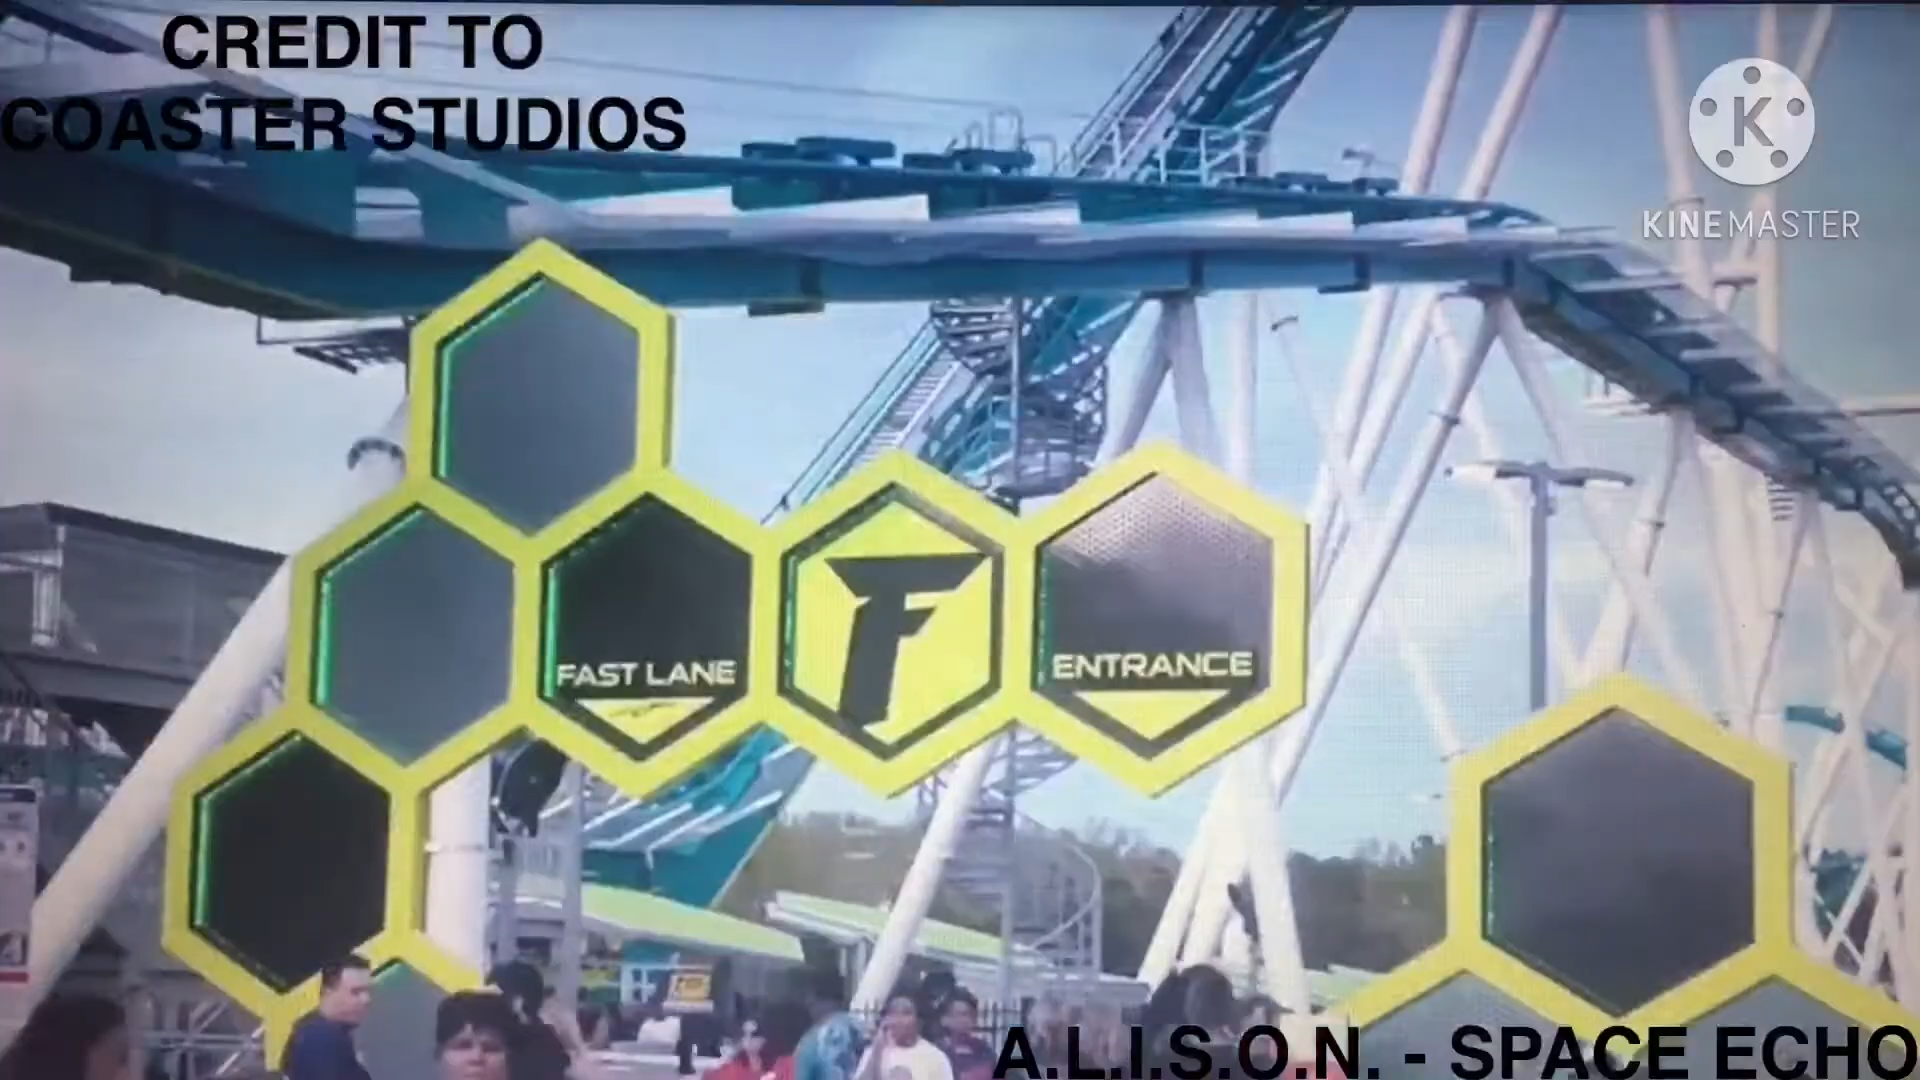 CREDIT TO
COASTER STUDIOS
K
KINEMASTER
FAST LANE
F
ENTRANCE
A.L.I.S.O.N. - SPACE ECHO